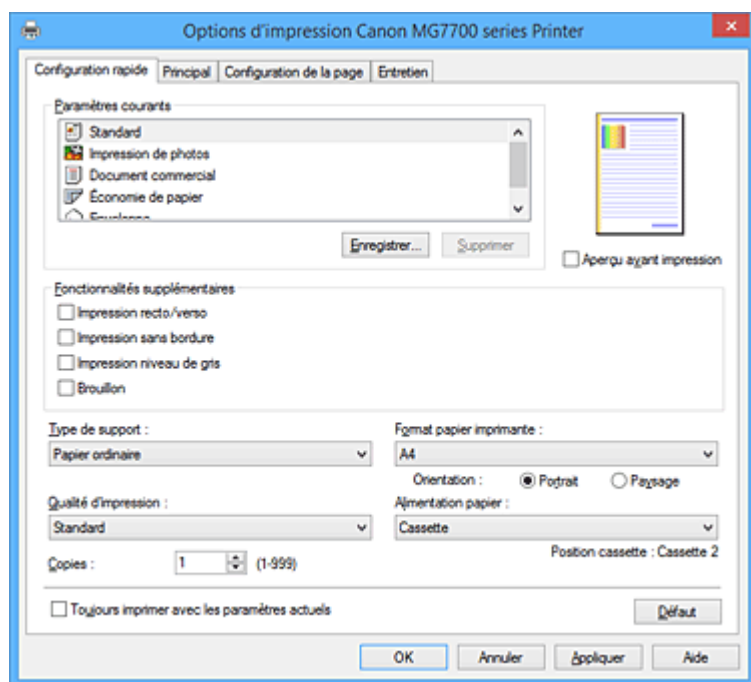 Options d'impression Canon MG7700 series Printer
Configuration rapide Principal Configuration de la page Entretien
Paramètres courants
Standard
Impression de photos
Document commercial
Économie de papier
Enveloppe
Enregistrer... Supprimer
Aperçu avant impression
Fonctionnalités supplémentaires
Impression recto/verso
Impression sans bordure
Impression niveau de gris
Brouillon
Type de support : Format papier imprimante :
Papier ordinaire A4
Orientation : Portrait Paysage
Qualité d'impression : Alimentation papier :
Standard Cassette
Position cassette : Cassette 2
Copies : 1 (1-999)
Toujours imprimer avec les paramètres actuels Défaut
OK Annuler Appliquer Aide